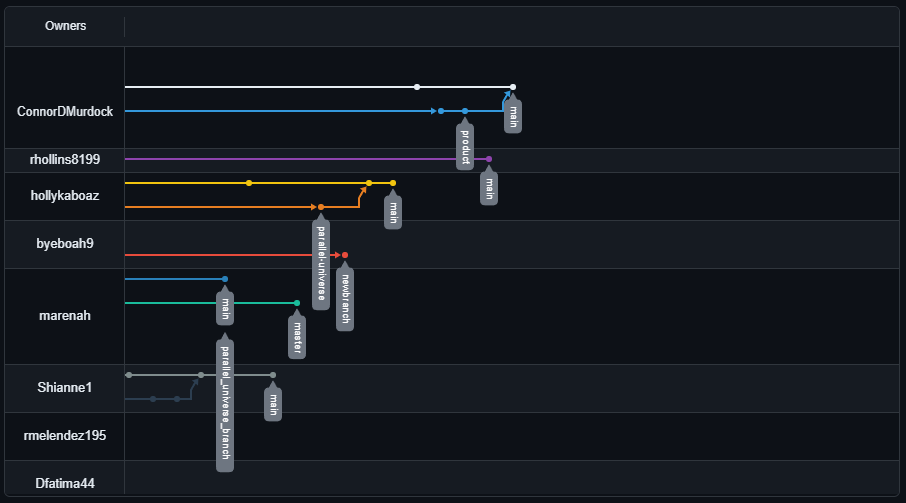 Owners
ConnorDMurdock
main
product
rhollins8199
main
hollykaboaz
main
parallel-universe
byeboah9
newbranch
marenah
main
master
parallel_universe_branch
Shianne1
main
rmelendez195
Dfatima44